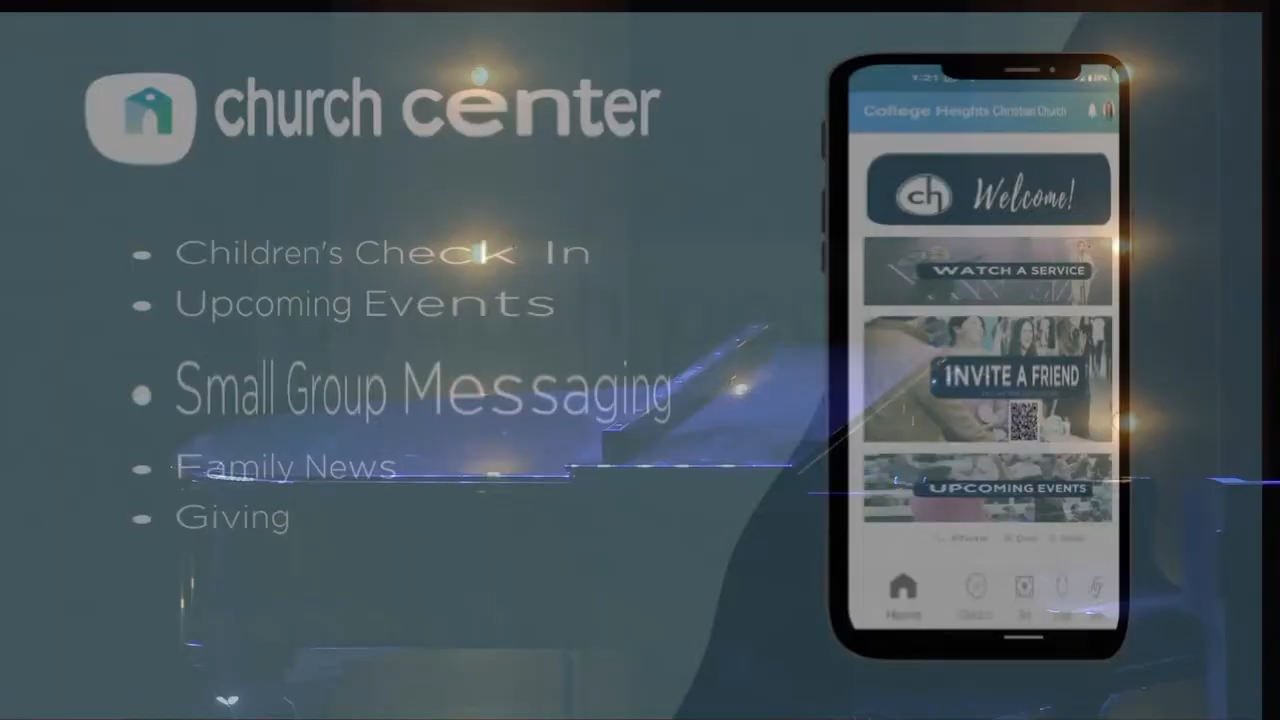 church center
• Children's Check In
• Upcoming Events
• Small Group Messaging
• Family News
• Giving
College Heights Christian Church
ch Welcome!
WATCH A SERVICE
INVITE A FRIEND
UPCOMING EVENTS
Home